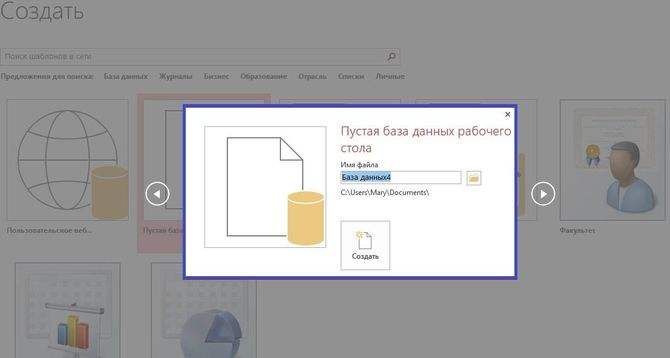 Создать
Поиск шаблонов в сети
Предложения для поиска: База данных Журналы Бизнес Образование Отрасль Списки Личные
Пустая база данных рабочего
стола
Имя файла
База данных4
C:\Users\Mary\Documents\
Создать
Пользовательское веб...
Пустая база
Факультет